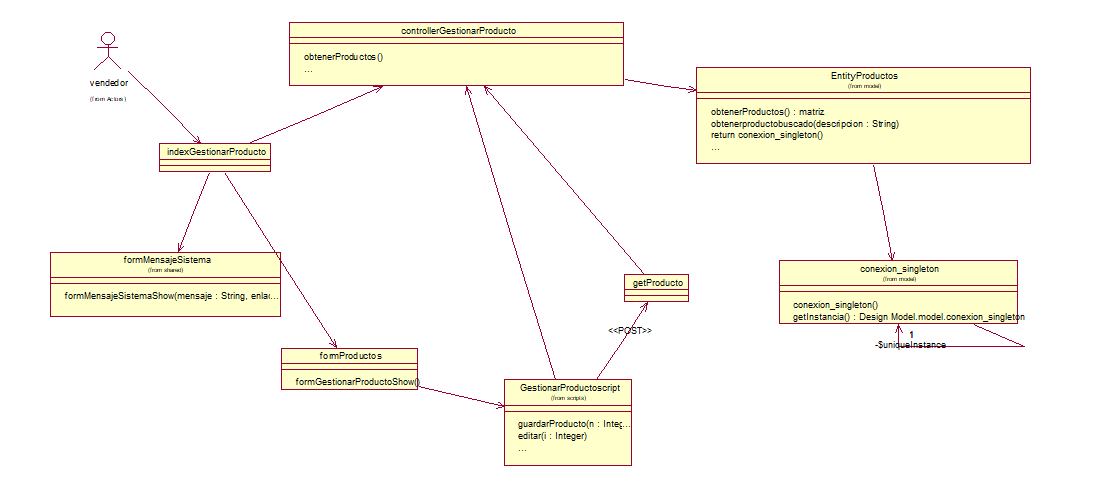 controllerGestionarProducto
obtenerProductos()
...
vendedor
(from Actors)
EntityProductos
(from model)
obtenerProductos() : matriz
obtenerproductobuscado(descripcion : String)
return conexion_singleton()
...
indexGestionarProducto
formMensajeSistema
(from shared)
formMensajeSistemaShow(mensaje : String, enlac...
conexion_singleton
(from model)
conexion_singleton()
getInstancia() : Design Model.model.conexion_singleton
getProducto
<<POST>>
1
-$uniqueInstance
formProductos
formGestionarProductoShow()
GestionarProductoscript
(from scripts)
guardarProducto(n : Integ...
editar(i : Integer)
...